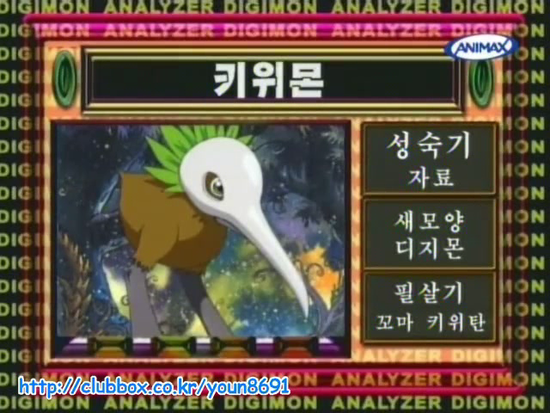 DIGIMON ANALYZER DIGIMON
ANIMAX
키위몬
성숙기
자료
새모양
디지몬
필살기
꼬마 키위탄
ANALYZER DIGIMON
http://clubbox.co.kr/youn8691